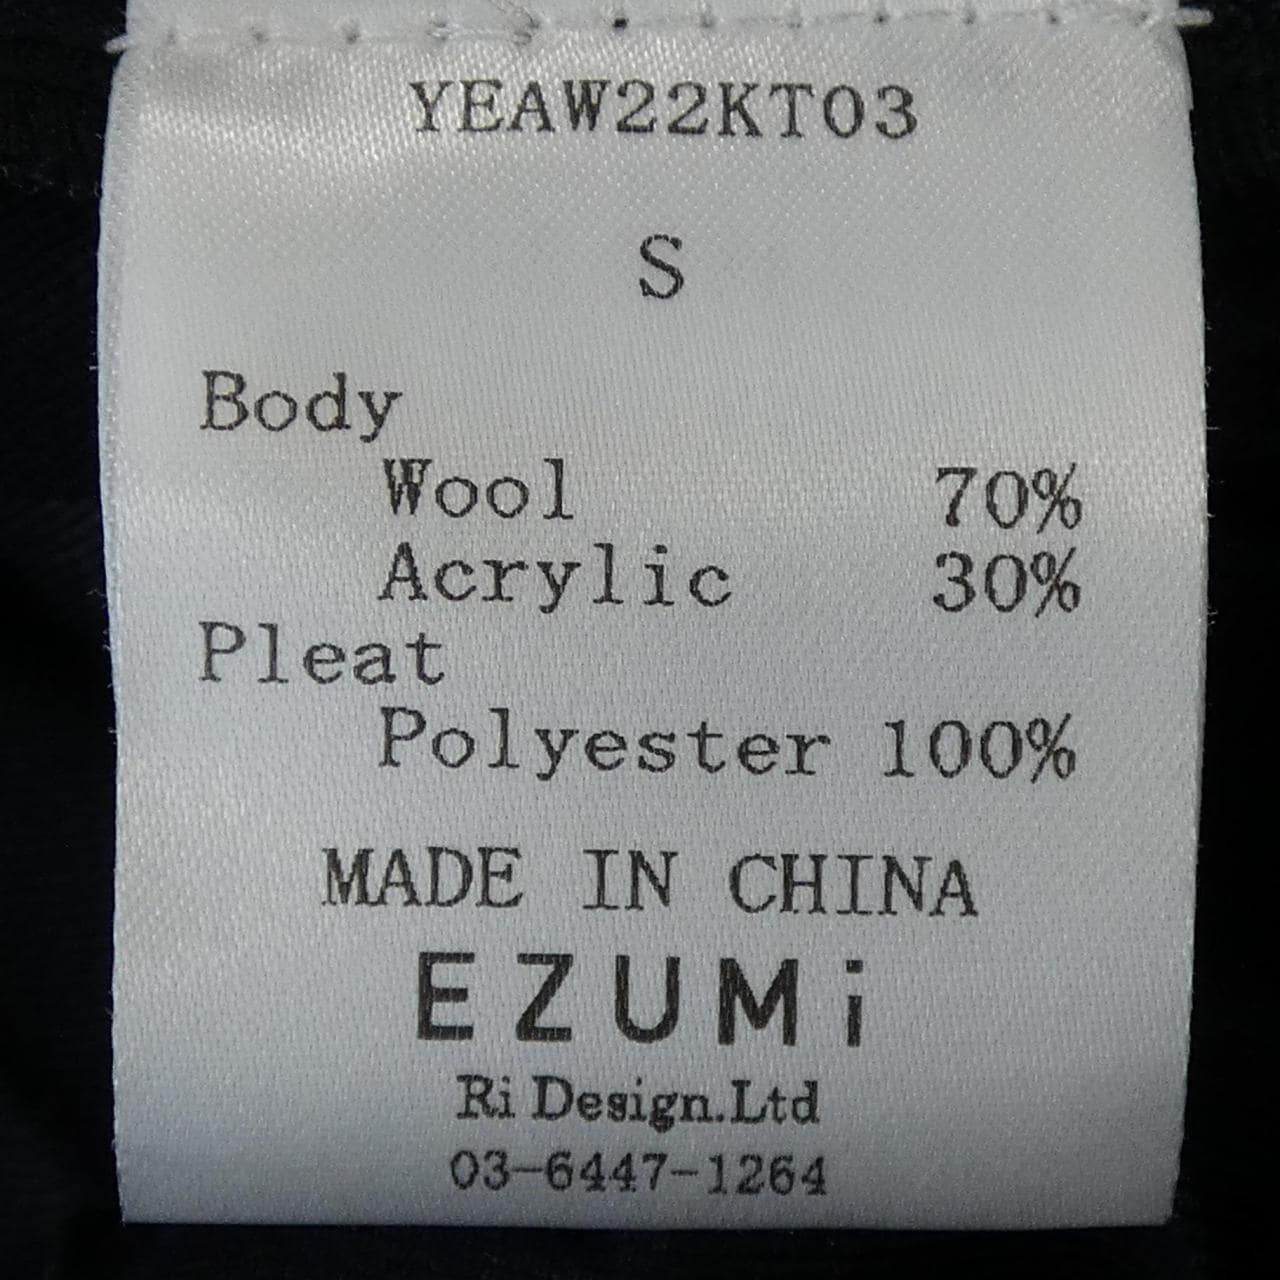 YEAW22KT03
S
Body
Wool 70%
Acrylic 30%
Pleat
Polyester 100%
MADE IN CHINA
EZUMi
Ri Design.Ltd
03-6447-1264